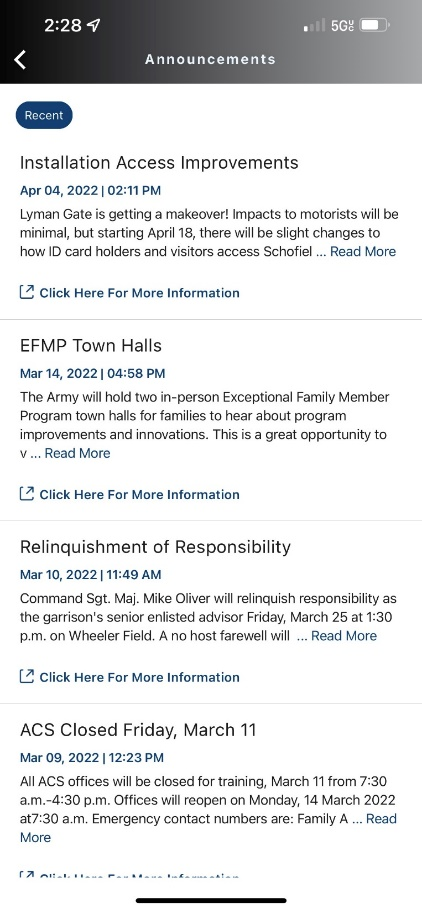 2:28
5G
Announcements
Recent
Installation Access Improvements
Apr 04, 2022 | 02:11 PM
Lyman Gate is getting a makeover! Impacts to motorists will be
minimal, but starting April 18, there will be slight changes to
how ID card holders and visitors access Schofiel ... Read More
Click Here For More Information
EFMP Town Halls
Mar 14, 2022 | 04:58 PM
The Army will hold two in-person Exceptional Family Member
Program town halls for families to hear about program
improvements and innovations. This is a great opportunity to
v ... Read More
Click Here For More Information
Relinquishment of Responsibility
Mar 10, 2022 | 11:49 AM
Command Sgt. Maj. Mike Oliver will relinquish responsibility as
the garrison's senior enlisted advisor Friday, March 25 at 1:30
p.m. on Wheeler Field. A no host farewell will ... Read More
Click Here For More Information
ACS Closed Friday, March 11
Mar 09, 2022 | 12:23 PM
All ACS offices will be closed for training, March 11 from 7:30
a.m.-4:30 p.m. Offices will reopen on Monday, 14 March 2022
at7:30 a.m. Emergency contact numbers are: Family A ... Read
More
Click Here For More Information